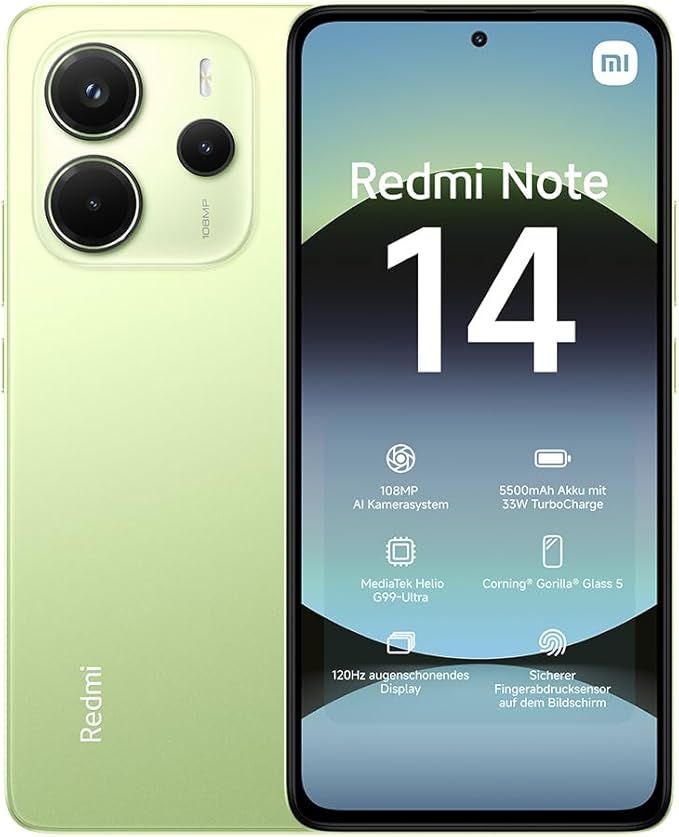 108MP
Redmi
mi
Redmi Note
14
108MP
AI Kamerasystem
5500mAh Akku mit
33W TurboCharge
MediaTek Helio
G99-Ultra
Corning® Gorilla® Glass 5
120Hz augenschonendes
Display
Sicherer
Fingerabdrucksensor
auf dem Bildschirm